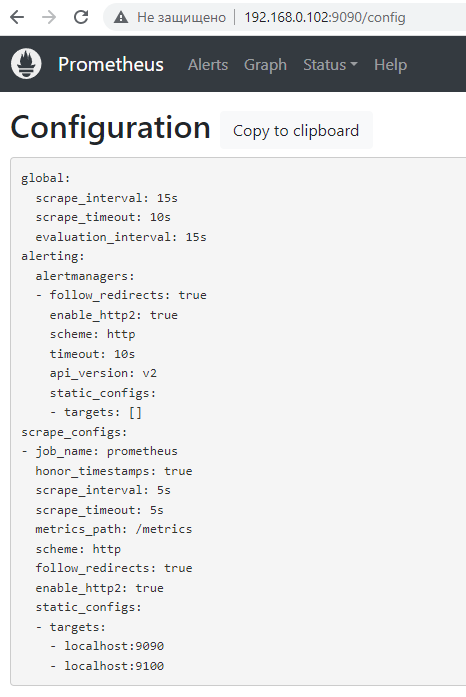 Не защищено 192.168.0.102:9090/config
Prometheus Alerts Graph Status Help
Configuration Copy to clipboard
global:
  scrape_interval: 15s
  scrape_timeout: 10s
  evaluation_interval: 15s
alerting:
  alertmanagers:
  - follow_redirects: true
    enable_http2: true
    scheme: http
    timeout: 10s
    api_version: v2
    static_configs:
    - targets: []
scrape_configs:
- job_name: prometheus
  honor_timestamps: true
  scrape_interval: 5s
  scrape_timeout: 5s
  metrics_path: /metrics
  scheme: http
  follow_redirects: true
  enable_http2: true
  static_configs:
  - targets:
    - localhost:9090
    - localhost:9100